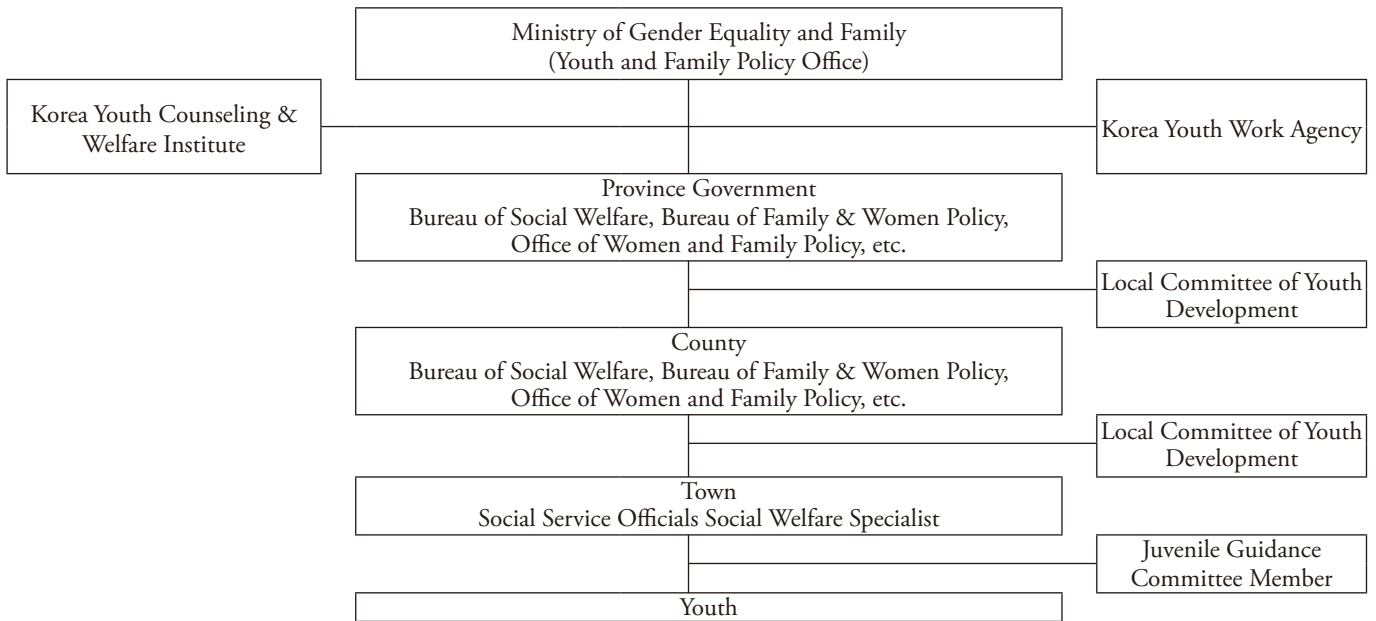 Ministry of Gender Equality and Family
(Youth and Family Policy Office)
Korea Youth Counseling &
Welfare Institute
Korea Youth Work Agency
Province Government
Bureau of Social Welfare, Bureau of Family & Women Policy,
Office of Women and Family Policy, etc.
Local Committee of Youth
Development
County
Bureau of Social Welfare, Bureau of Family & Women Policy,
Office of Women and Family Policy, etc.
Local Committee of Youth
Development
Town
Social Service Officials Social Welfare Specialist
Juvenile Guidance
Committee Member
Youth